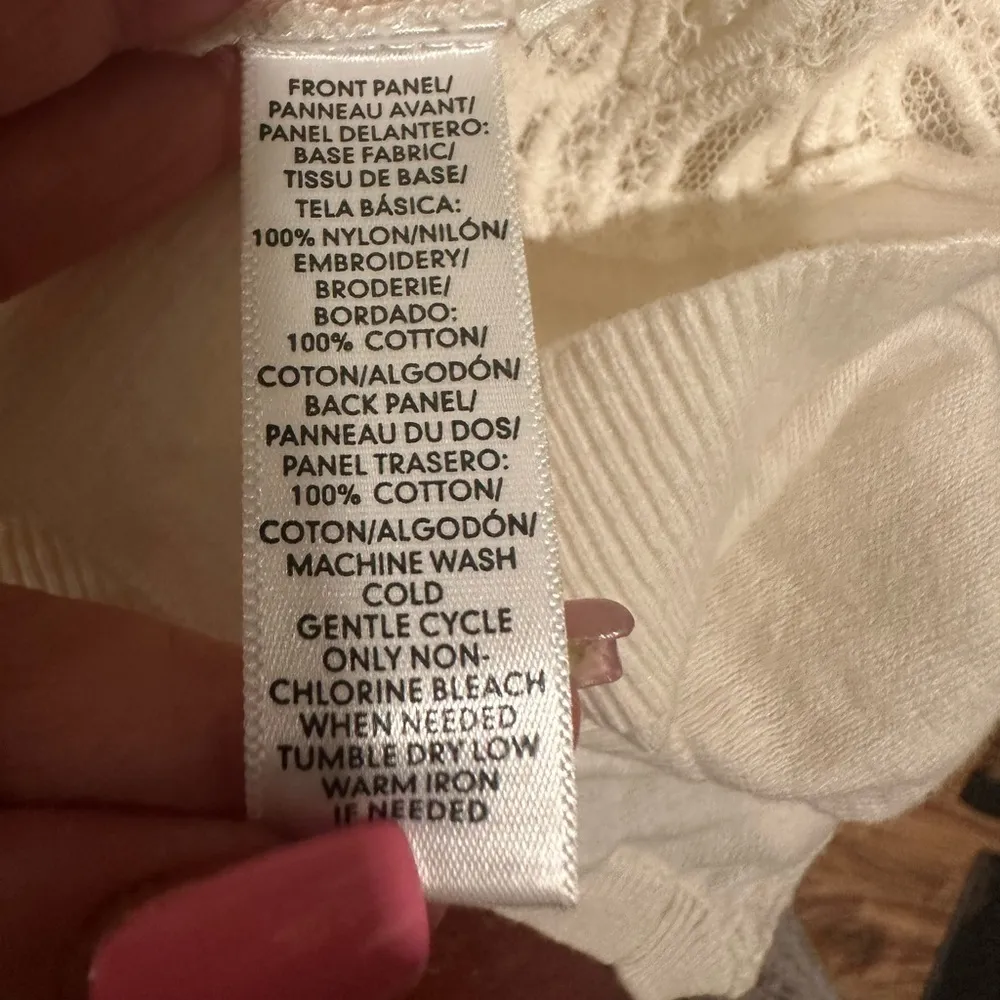 FRONT PANEL/
PANNEAU AVANT/
PANEL DELANTERO:
BASE FABRIC/
TISSU DE BASE/
TELA BÁSICA:
100% NYLON/NILÓN/
EMBROIDERY/
BRODERIE/
BORDADO:
100% COTTON/
COTON/ALGODÓN/
BACK PANEL/
PANNEAU DU DOS/
PANEL TRASERO:
100% COTTON/
COTON/ALGODÓN/
MACHINE WASH
COLD
GENTLE CYCLE
ONLY NON-
CHLORINE BLEACH
WHEN NEEDED
TUMBLE DRY LOW
WARM IRON
IF NEEDED